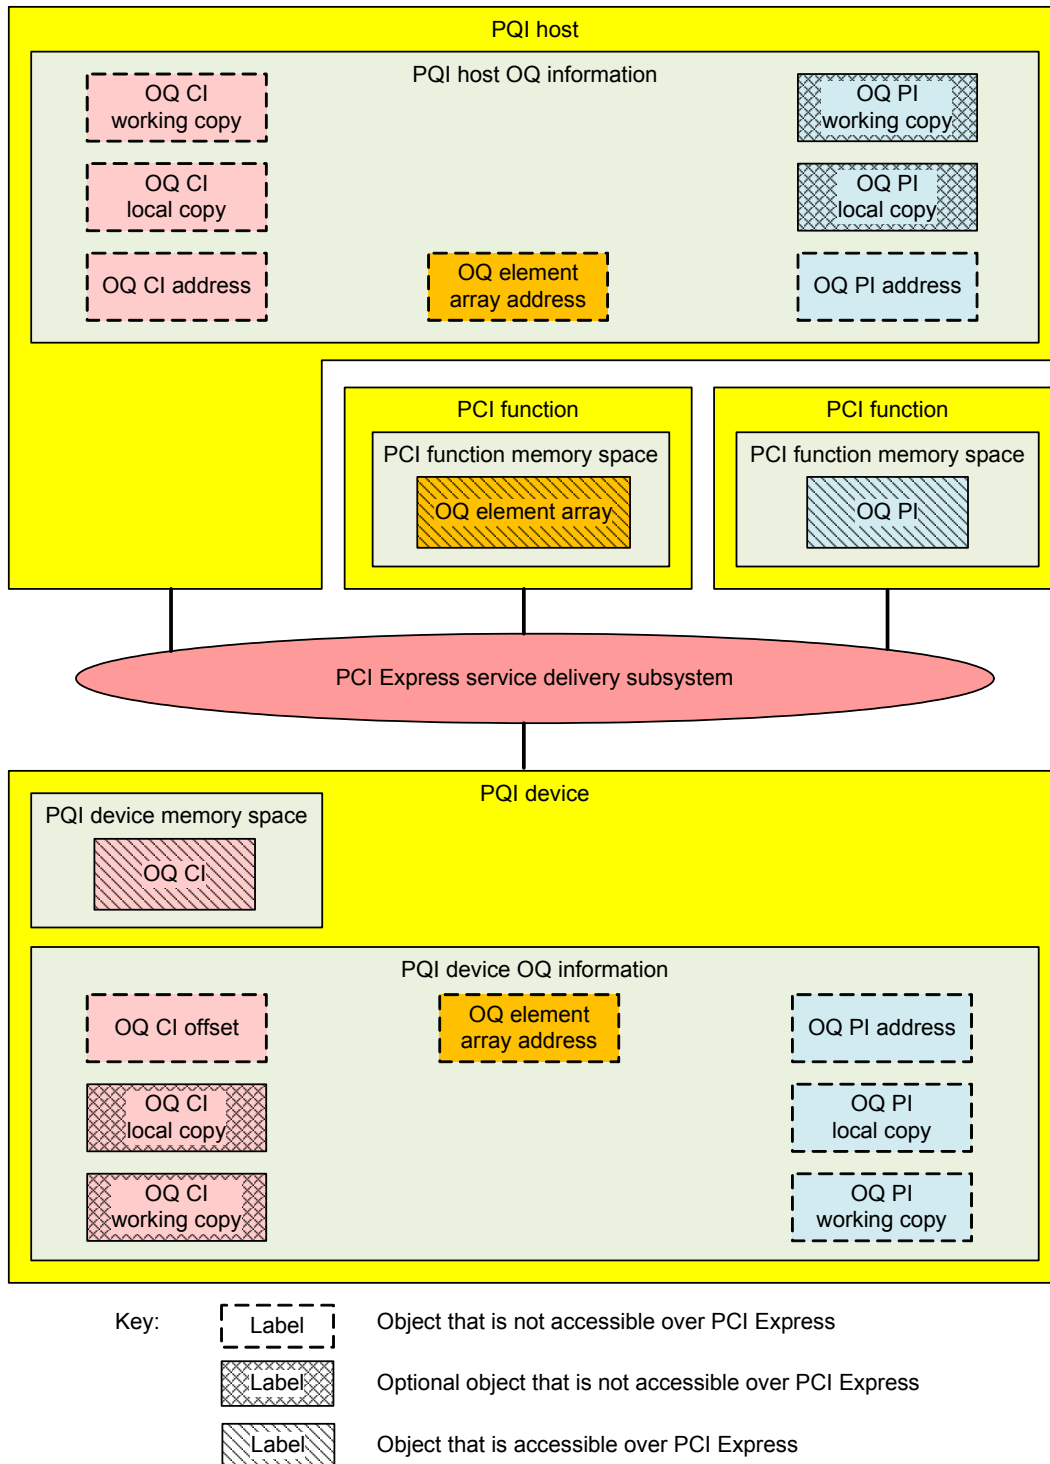 PQI host
PQI host OQ information
OQ CI
working copy
OQ PI
working copy
OQ CI
local copy
OQ PI
local copy
OQ CI address
OQ element
array address
OQ PI address
PCI function
PCI function memory space
OQ element array
PCI function
PCI function memory space
OQ PI
PCI Express service delivery subsystem
PQI device
PQI device memory space
OQ CI
PQI device OQ information
OQ CI offset
OQ element
array address
OQ PI address
OQ CI
local copy
OQ PI
local copy
OQ CI
working copy
OQ PI
working copy
Key:
Label
Object that is not accessible over PCI Express
Label
Optional object that is not accessible over PCI Express
Label
Object that is accessible over PCI Express